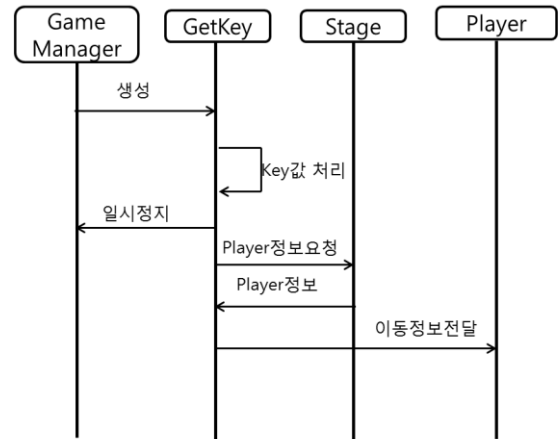 Game
Manager
GetKey
Stage
Player
생성
Key값 처리
일시정지
Player정보요청
Player정보
이동정보전달